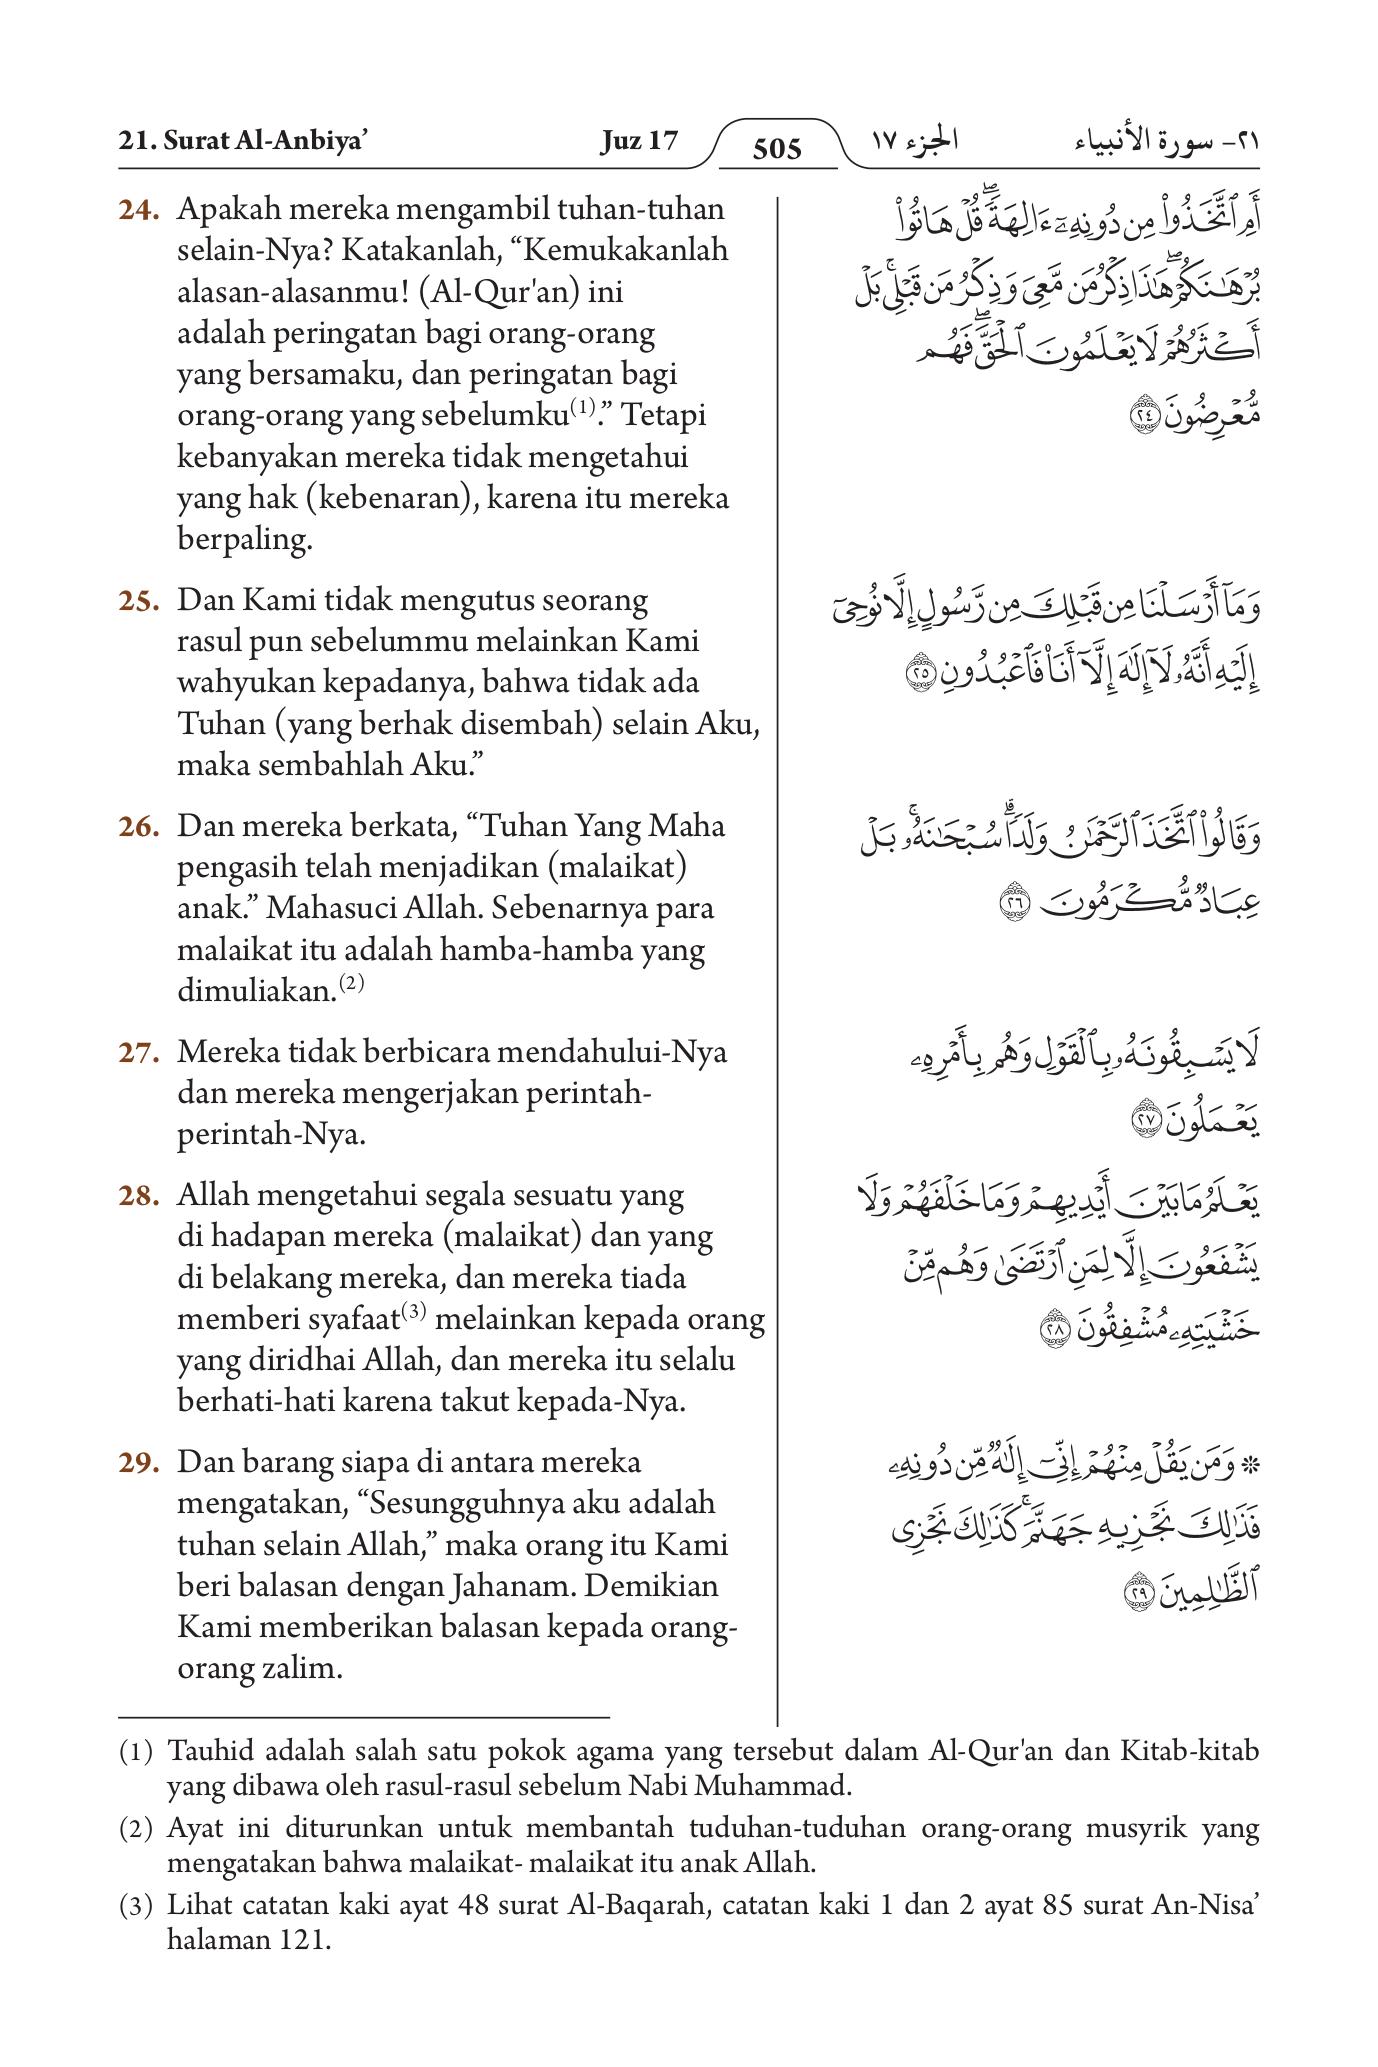 21. Surat Al-Anbiya’ Juz 17 505 الجزء ١٧ ٢١- سورة الأنبياء
24. Apakah mereka mengambil tuhan-tuhan
selain-Nya? Katakanlah, “Kemukakanlah
alasan-alasanmu! (Al-Qur'an) ini
adalah peringatan bagi orang-orang
yang bersamaku, dan peringatan bagi
orang-orang yang sebelumku(1).” Tetapi
kebanyakan mereka tidak mengetahui
yang hak (kebenaran), karena itu mereka
berpaling.
25. Dan Kami tidak mengutus seorang
rasul pun sebelummu melainkan Kami
wahyukan kepadanya, bahwa tidak ada
Tuhan (yang berhak disembah) selain Aku,
maka sembahlah Aku.”
26. Dan mereka berkata, “Tuhan Yang Maha
pengasih telah menjadikan (malaikat)
anak.” Mahasuci Allah. Sebenarnya para
malaikat itu adalah hamba-hamba yang
dimuliakan.(2)
27. Mereka tidak berbicara mendahului-Nya
dan mereka mengerjakan perintah-
perintah-Nya.
28. Allah mengetahui segala sesuatu yang
di hadapan mereka (malaikat) dan yang
di belakang mereka, dan mereka tiada
memberi syafaat(3) melainkan kepada orang
yang diridhai Allah, dan mereka itu selalu
berhati-hati karena takut kepada-Nya.
29. Dan barang siapa di antara mereka
mengatakan, “Sesungguhnya aku adalah
tuhan selain Allah,” maka orang itu Kami
beri balasan dengan Jahanam. Demikian
Kami memberikan balasan kepada orang-
orang zalim.
أَمِ ٱتَّخَذُوا۟ مِن دُونِهِۦٓ ءَالِهَةًۖ قُلْ هَاتُوا۟
بُرْهَـٰنَكُمْۖ هَـٰذَا ذِكْرُ مَن مَّعِىَ وَذِكْرُ مَن قَبْلِىۚ بَلْ
أَكْثَرُهُمْ لَا يَعْلَمُونَ ٱلْحَقَّۖ فَهُم
مُّعْرِضُونَ ٢٤
وَمَآ أَرْسَلْنَا مِن قَبْلِكَ مِن رَّسُولٍ إِلَّا نُوحِىٓ
إِلَيْهِ أَنَّهُۥ لَآ إِلَـٰهَ إِلَّآ أَنَا۠ فَٱعْبُدُونِ ٢٥
وَقَالُوا۟ ٱتَّخَذَ ٱلرَّحْمَـٰنُ وَلَدًاۗ سُبْحَـٰنَهُۥۚ بَلْ
عِبَادٌ مُّكْرَمُونَ ٢٦
لَا يَسْبِقُونَهُۥ بِٱلْقَوْلِ وَهُم بِأَمْرِهِۦ
يَعْمَلُونَ ٢٧
يَعْلَمُ مَا بَيْنَ أَيْدِيهِمْ وَمَا خَلْفَهُمْ وَلَا
يَشْفَعُونَ إِلَّا لِمَنِ ٱرْتَضَىٰ وَهُم مِّنْ
خَشْيَتِهِۦ مُشْفِقُونَ ٢٨
۞ وَمَن يَقُلْ مِنْهُمْ إِنِّىٓ إِلَـٰهٌ مِّن دُونِهِۦ
فَذَٰلِكَ نَجْزِيهِ جَهَنَّمَۚ كَذَٰلِكَ نَجْزِى
ٱلظَّـٰلِمِينَ ٢٩
(1) Tauhid adalah salah satu pokok agama yang tersebut dalam Al-Qur'an dan Kitab-kitab
yang dibawa oleh rasul-rasul sebelum Nabi Muhammad.
(2) Ayat ini diturunkan untuk membantah tuduhan-tuduhan orang-orang musyrik yang
mengatakan bahwa malaikat- malaikat itu anak Allah.
(3) Lihat catatan kaki ayat 48 surat Al-Baqarah, catatan kaki 1 dan 2 ayat 85 surat An-Nisa’
halaman 121.